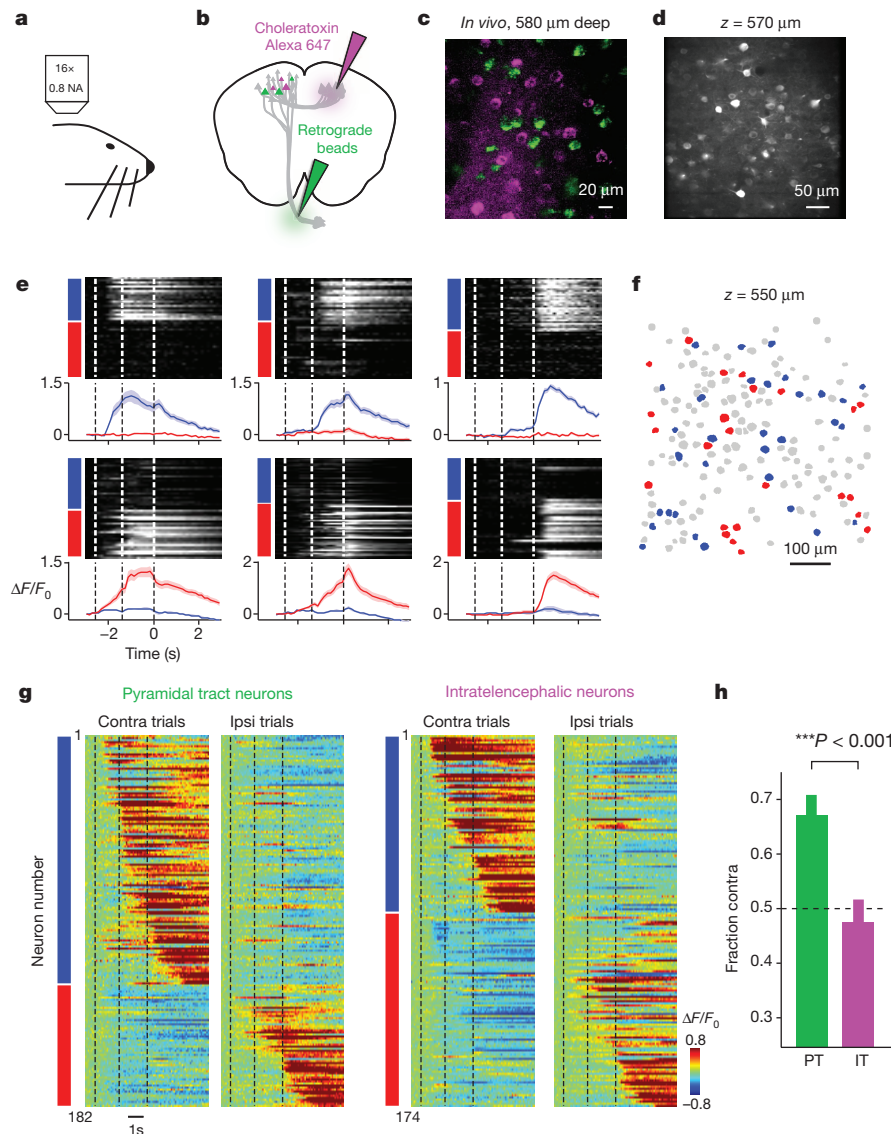 a
16×
0.8 NA
b
Choleratoxin
Alexa 647
Retrograde
beads
c
In vivo, 580 μm deep
20 μm
d
z = 570 μm
50 μm
e
1.5
0
1.5
0
1
0
1.5
0
2
0
2
0
ΔF/F0
−2
0
2
Time (s)
f
z = 550 μm
100 μm
g
Pyramidal tract neurons
Contra trials
Ipsi trials
1
Neuron number
182
1s
Intratelencephalic neurons
Contra trials
Ipsi trials
1
174
ΔF/F0
0.8
−0.8
h
***P < 0.001
0.7
0.6
0.5
0.4
0.3
Fraction contra
PT
IT